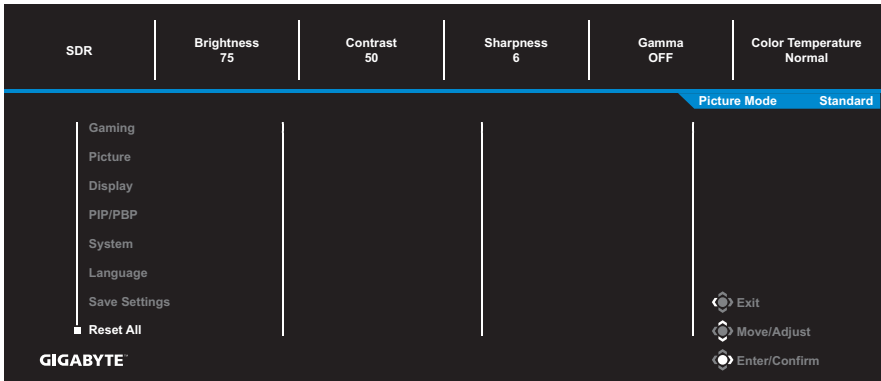 SDR
Brightness
75
Contrast
50
Sharpness
6
Gamma
OFF
Color Temperature
Normal
Picture Mode Standard
Gaming
Picture
Display
PIP/PBP
System
Language
Save Settings
Reset All
Exit
Move/Adjust
Enter/Confirm
GIGABYTE™